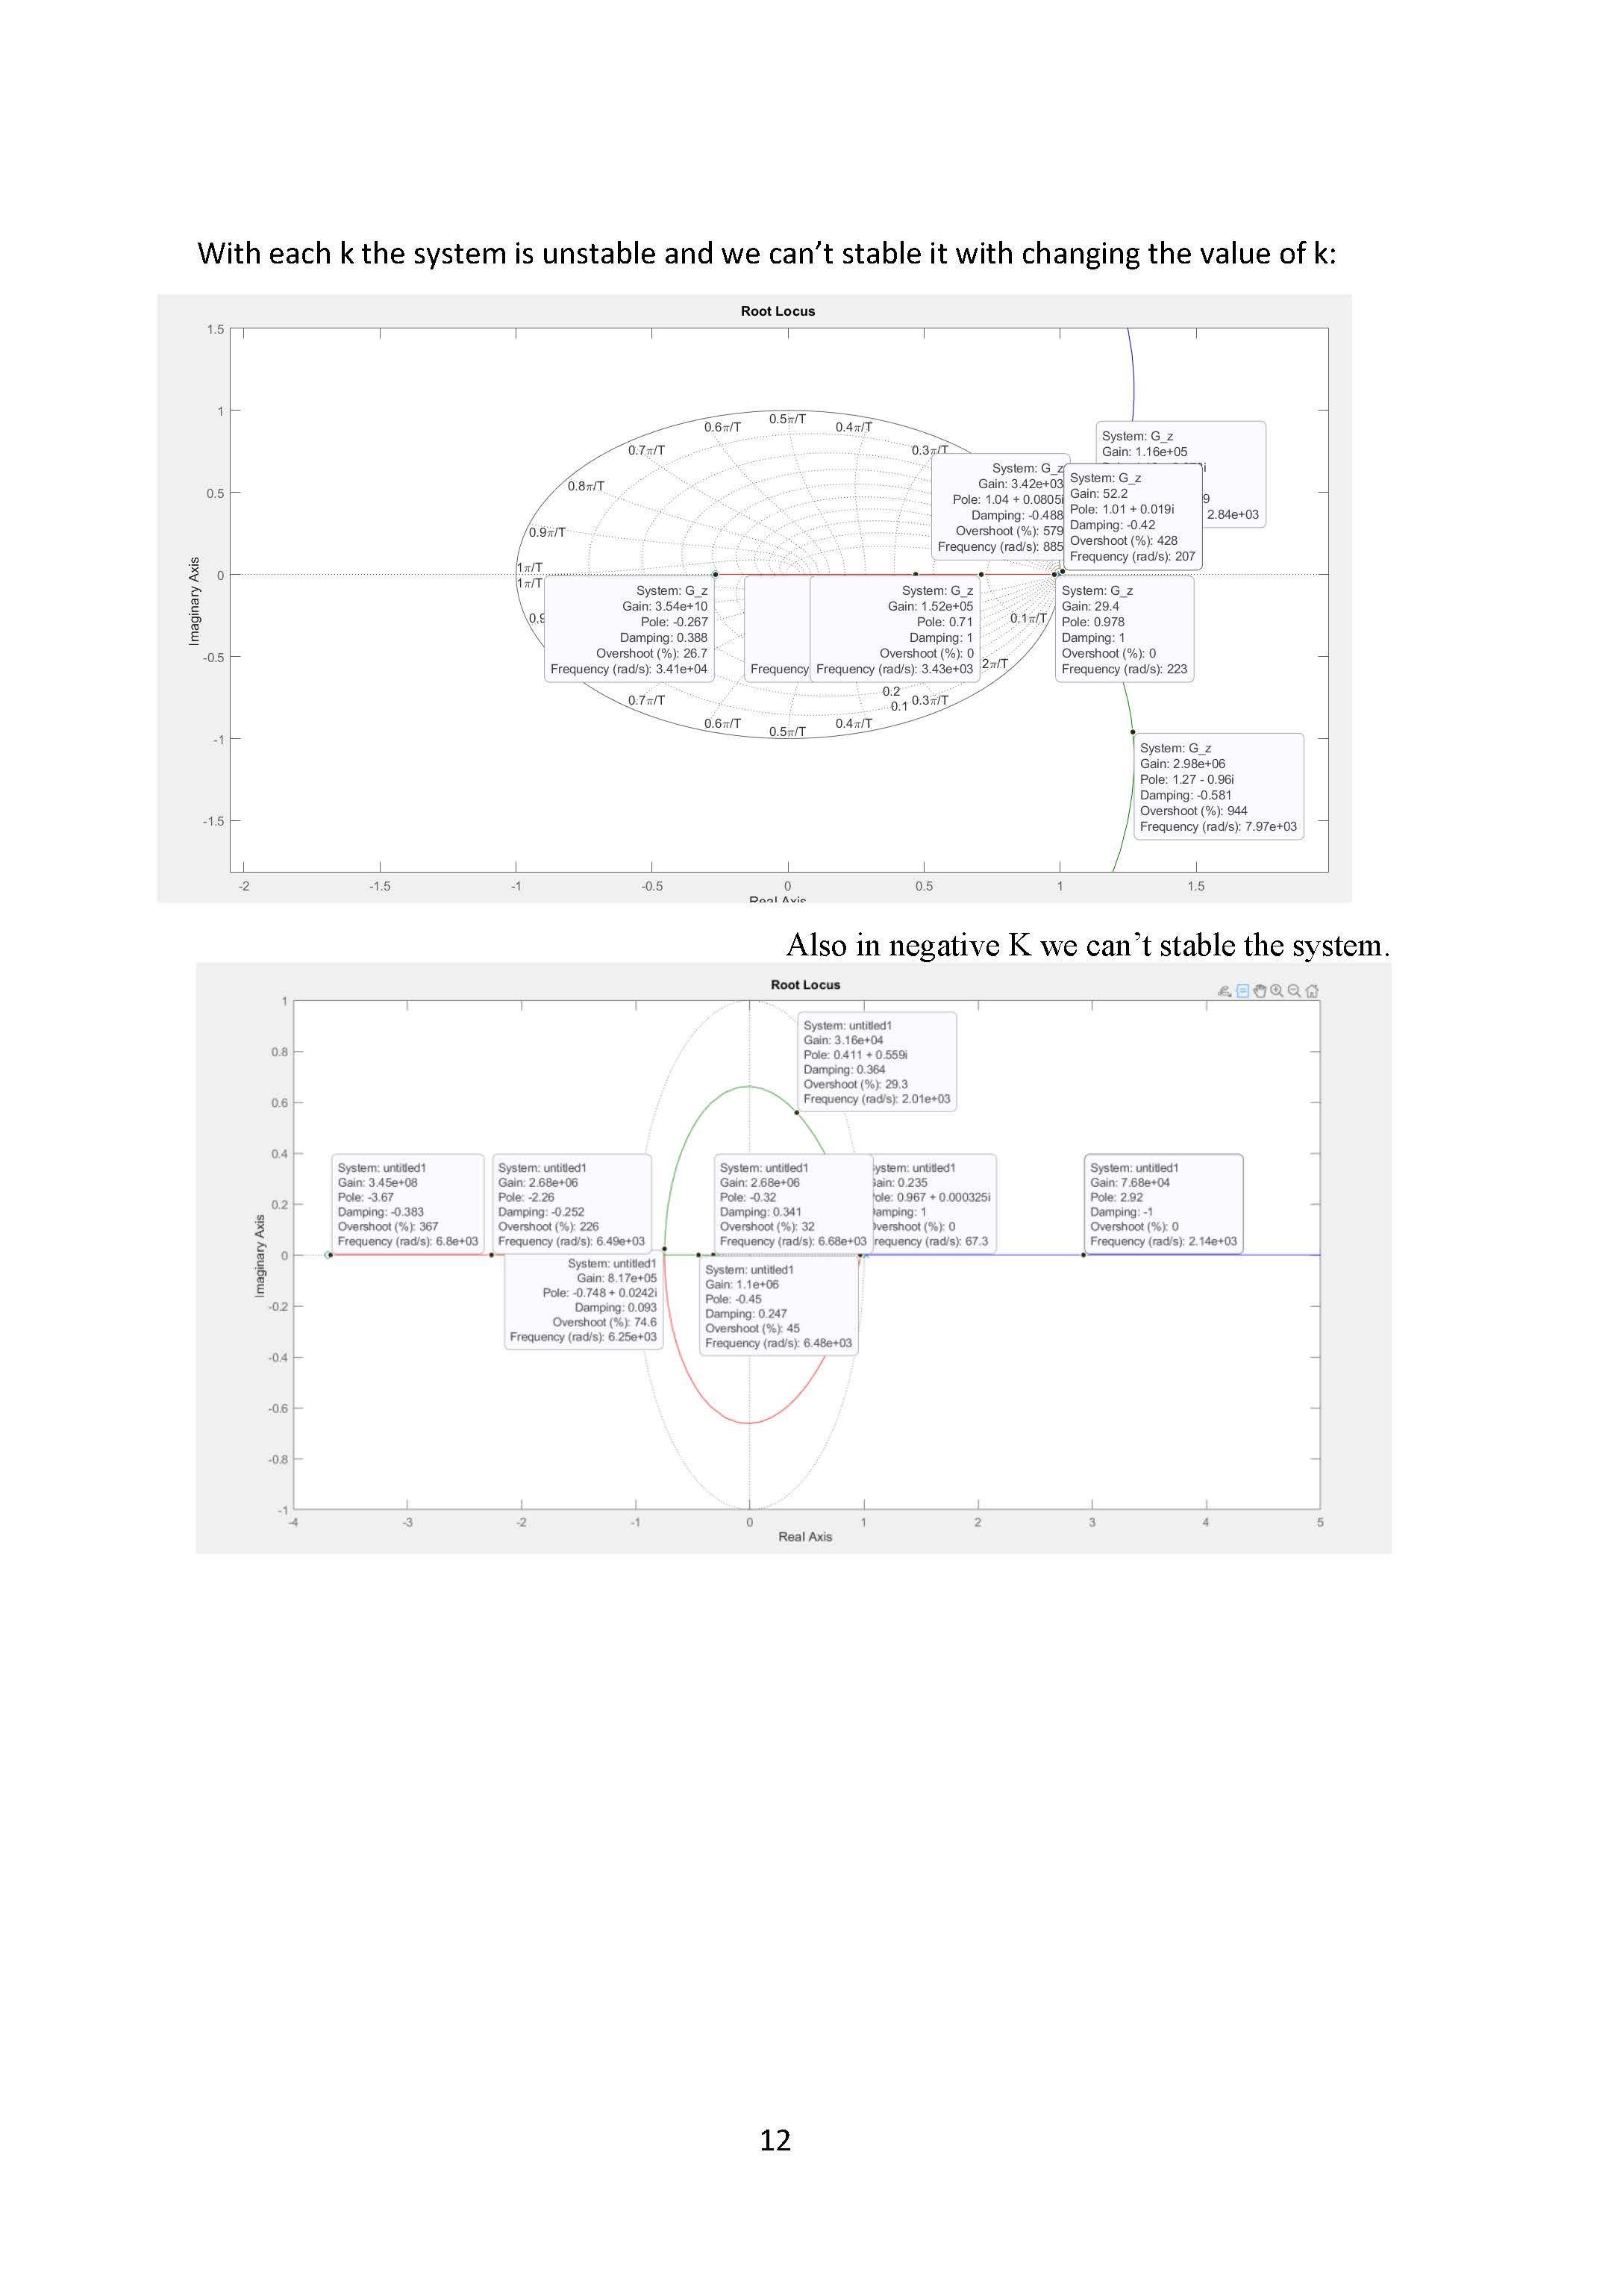 With each k the system is unstable and we can’t stable it with changing the value of k:
Root Locus
Imaginary Axis
1.5
1
0.5
0
-0.5
-1
-1.5
-2
-1.5
-1
-0.5
0
0.5
1
1.5
Real Axis
0.5π/T
0.6π/T
0.4π/T
0.7π/T
0.3π/T
0.8π/T
0.9π/T
1π/T
1π/T
0.9
0.1π/T
2π/T
0.7π/T
0.2
0.1
0.3π/T
0.6π/T
0.4π/T
0.5π/T
System: G_z
Gain: 1.16e+05
i
9
2.84e+03
System: G_z
Gain: 3.42e+03
Pole: 1.04 + 0.0805i
Damping: -0.488
Overshoot (%): 579
Frequency (rad/s): 885
System: G_z
Gain: 52.2
Pole: 1.01 + 0.019i
Damping: -0.42
Overshoot (%): 428
Frequency (rad/s): 207
System: G_z
Gain: 3.54e+10
Pole: -0.267
Damping: 0.388
Overshoot (%): 26.7
Frequency (rad/s): 3.41e+04
Frequency
System: G_z
Gain: 1.52e+05
Pole: 0.71
Damping: 1
Overshoot (%): 0
Frequency (rad/s): 3.43e+03
System: G_z
Gain: 29.4
Pole: 0.978
Damping: 1
Overshoot (%): 0
Frequency (rad/s): 223
System: G_z
Gain: 2.98e+06
Pole: 1.27 - 0.96i
Damping: -0.581
Overshoot (%): 944
Frequency (rad/s): 7.97e+03
Also in negative K we can’t stable the system.
Root Locus
Imaginary Axis
1
0.8
0.6
0.4
0.2
0
-0.2
-0.4
-0.6
-0.8
-1
-4
-3
-2
-1
0
1
2
3
4
5
Real Axis
System: untitled1
Gain: 3.16e+04
Pole: 0.411 + 0.559i
Damping: 0.364
Overshoot (%): 29.3
Frequency (rad/s): 2.01e+03
System: untitled1
Gain: 3.45e+08
Pole: -3.67
Damping: -0.383
Overshoot (%): 367
Frequency (rad/s): 6.8e+03
System: untitled1
Gain: 2.68e+06
Pole: -2.26
Damping: -0.252
Overshoot (%): 226
Frequency (rad/s): 6.49e+03
System: untitled1
Gain: 2.68e+06
Pole: -0.32
Damping: 0.341
Overshoot (%): 32
Frequency (rad/s): 6.68e+03
System: untitled1
Gain: 0.235
Pole: 0.967 + 0.000325i
Damping: 1
Overshoot (%): 0
Frequency (rad/s): 67.3
System: untitled1
Gain: 7.68e+04
Pole: 2.92
Damping: -1
Overshoot (%): 0
Frequency (rad/s): 2.14e+03
System: untitled1
Gain: 8.17e+05
Pole: -0.748 + 0.0242i
Damping: 0.093
Overshoot (%): 74.6
Frequency (rad/s): 6.25e+03
System: untitled1
Gain: 1.1e+06
Pole: -0.45
Damping: 0.247
Overshoot (%): 45
Frequency (rad/s): 6.48e+03
12